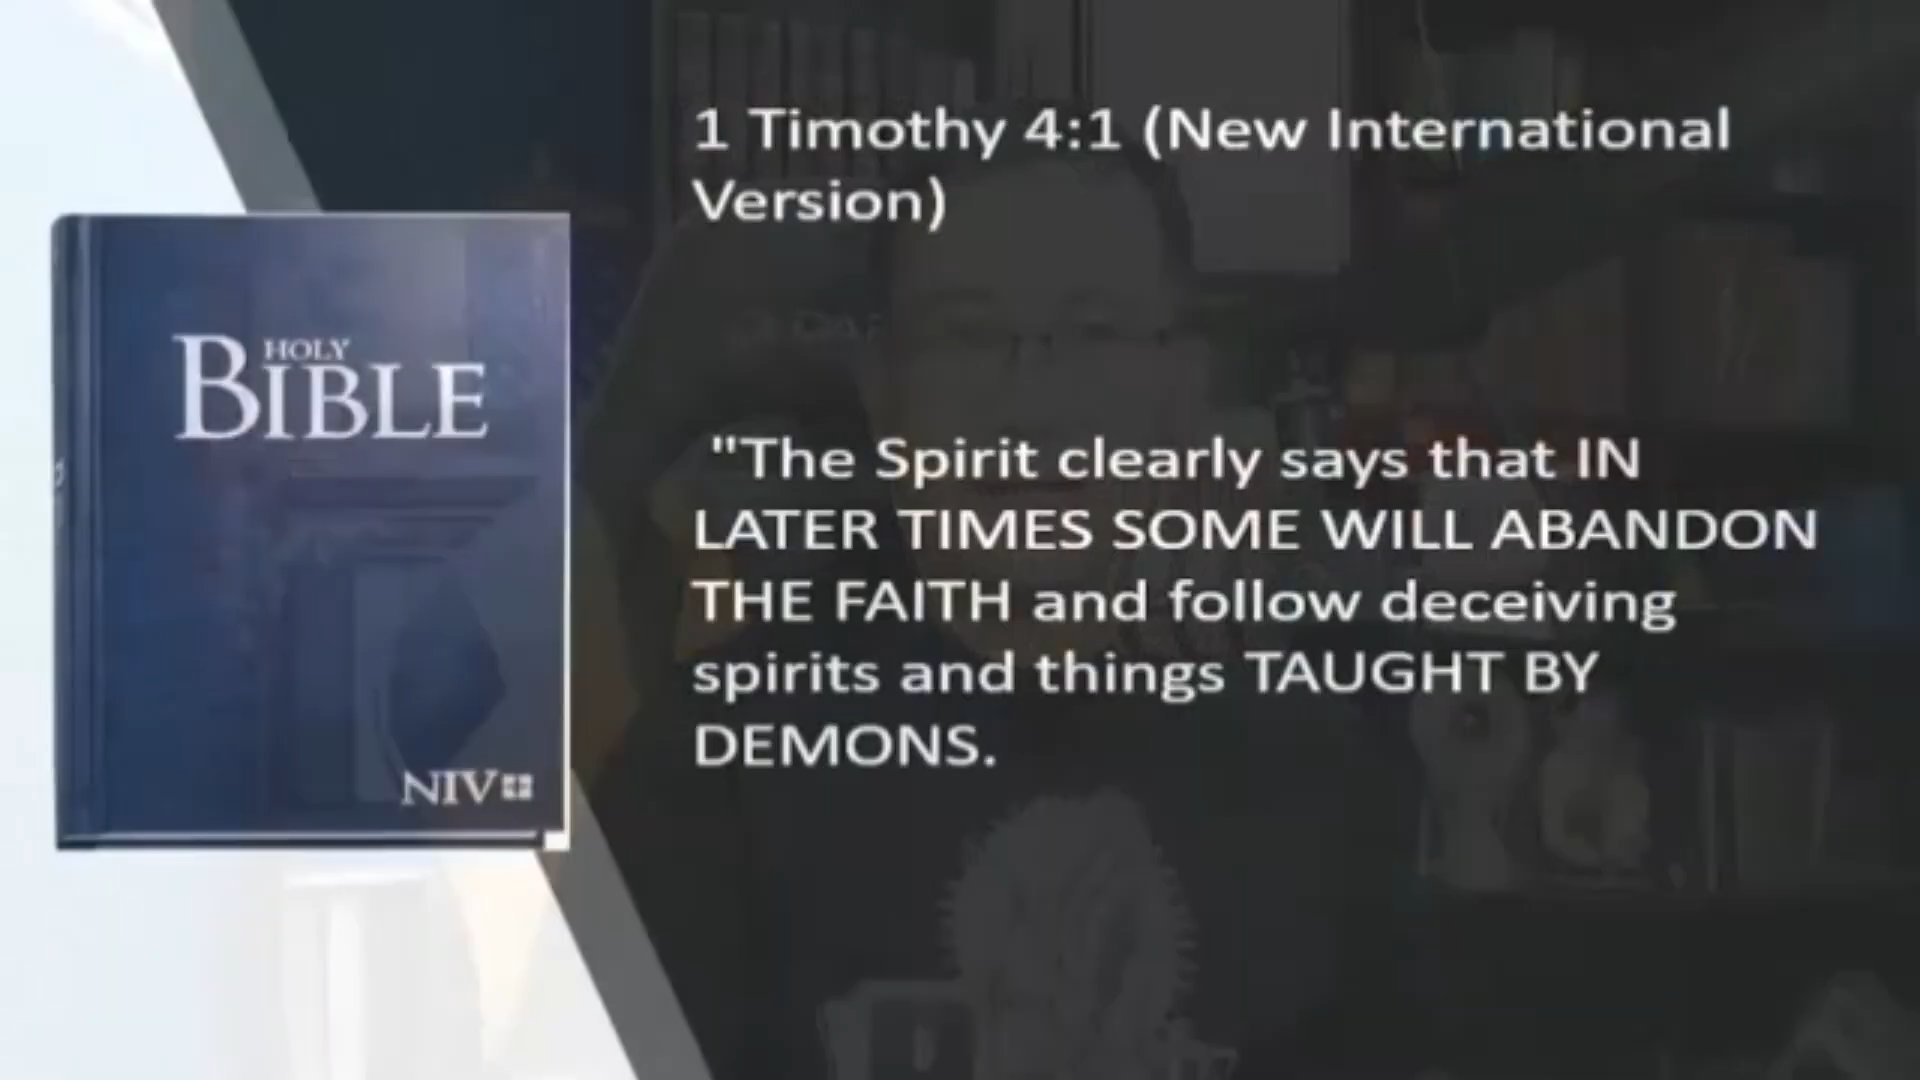 1 Timothy 4:1 (New International
Version)
HOLY
BIBLE
NIV
"The Spirit clearly says that IN
LATER TIMES SOME WILL ABANDON
THE FAITH and follow deceiving
spirits and things TAUGHT BY
DEMONS.